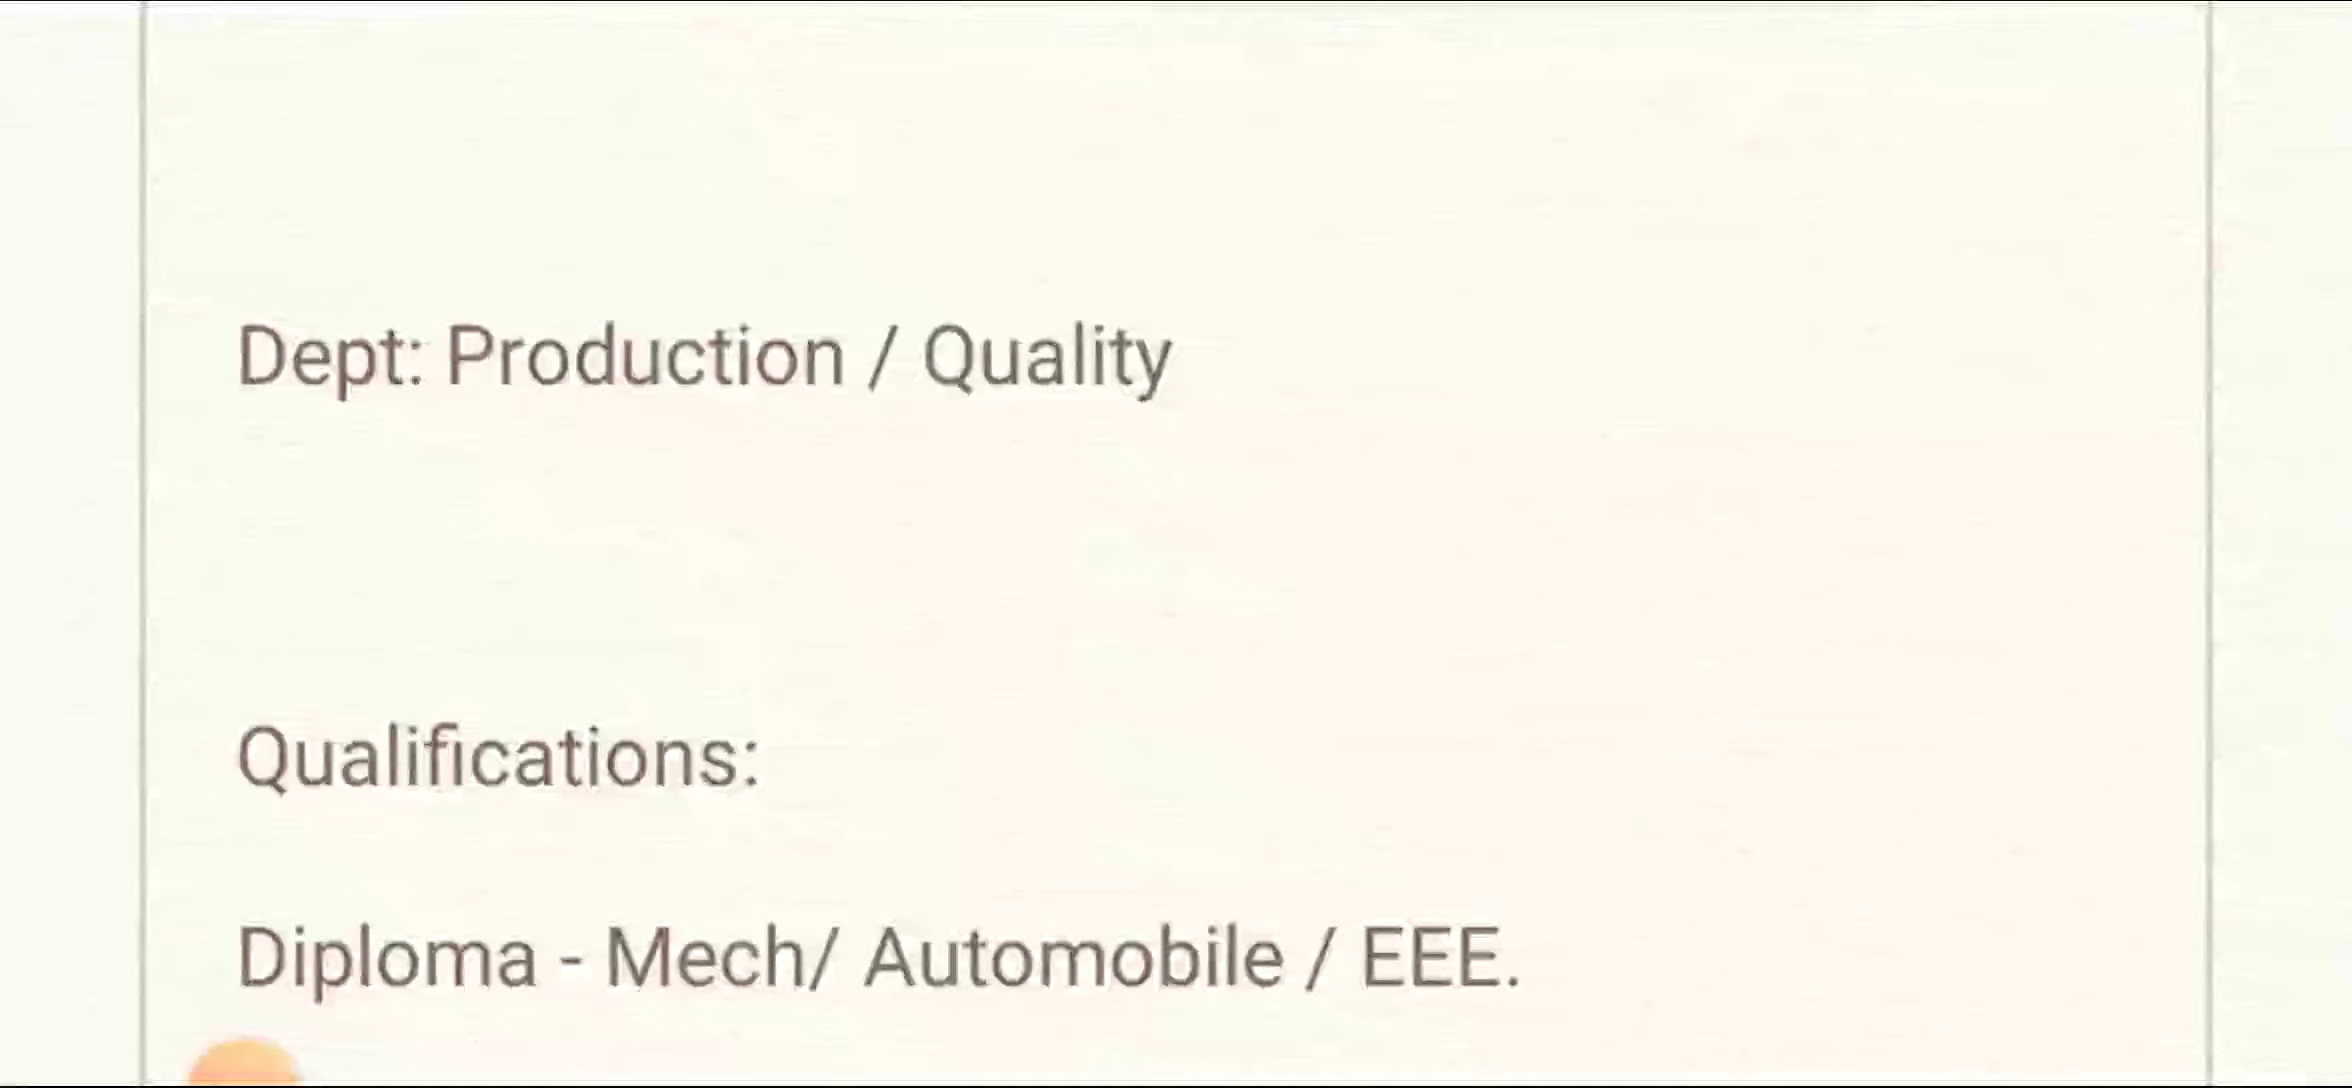 Dept: Production / Quality
Qualifications:
Diploma - Mech/ Automobile / EEE.